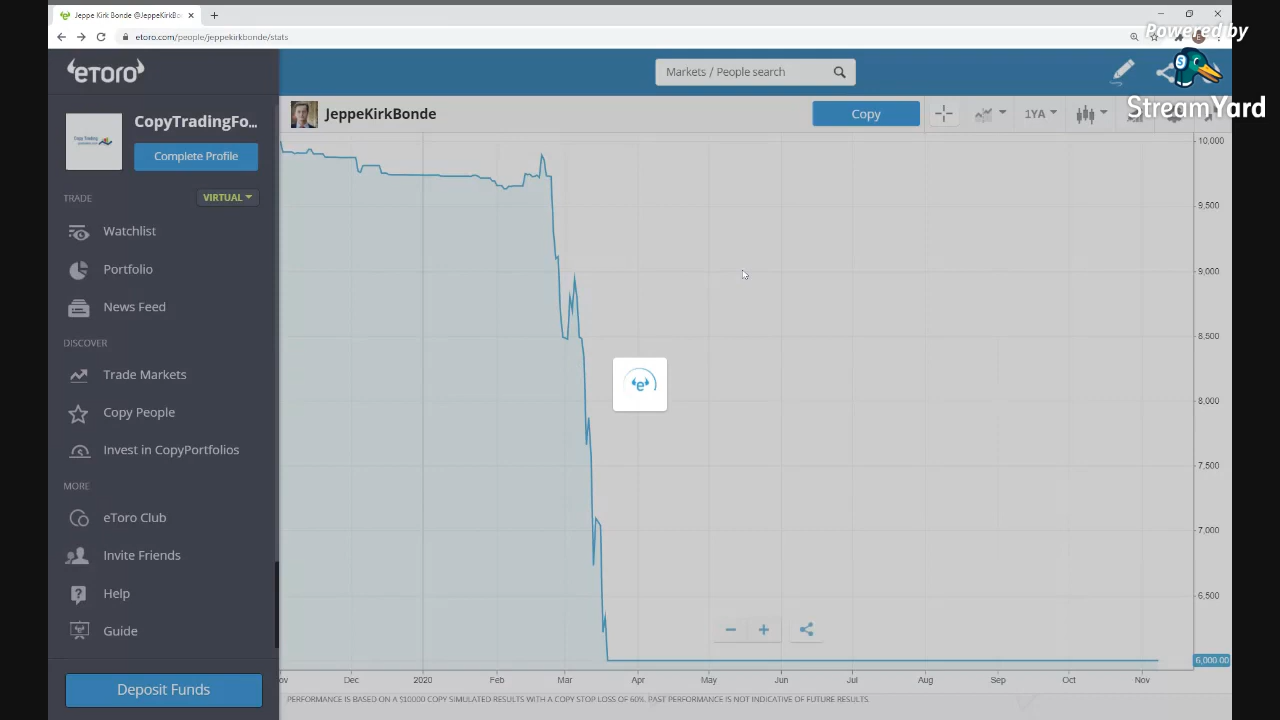 Jeppe Kirk Bonde @JeppeKirkBo
etoro.com/people/jeppekirkbonde/stats
Powered by
StreamYard
eToro
Markets / People search
CopyTradingFo...
Complete Profile
JeppeKirkBonde
Copy
1YA
TRADE
VIRTUAL
Watchlist
Portfolio
News Feed
DISCOVER
Trade Markets
Copy People
Invest in CopyPortfolios
MORE
eToro Club
Invite Friends
Help
Guide
Deposit Funds
10,000
9,500
9,000
8,500
8,000
7,500
7,000
6,500
6,000.00
ov Dec 2020 Feb Mar Apr May Jun Jul Aug Sep Oct Nov
PERFORMANCE IS BASED ON A $10000 COPY SIMULATED RESULTS WITH A COPY STOP LOSS OF 60%. PAST PERFORMANCE IS NOT INDICATIVE OF FUTURE RESULTS